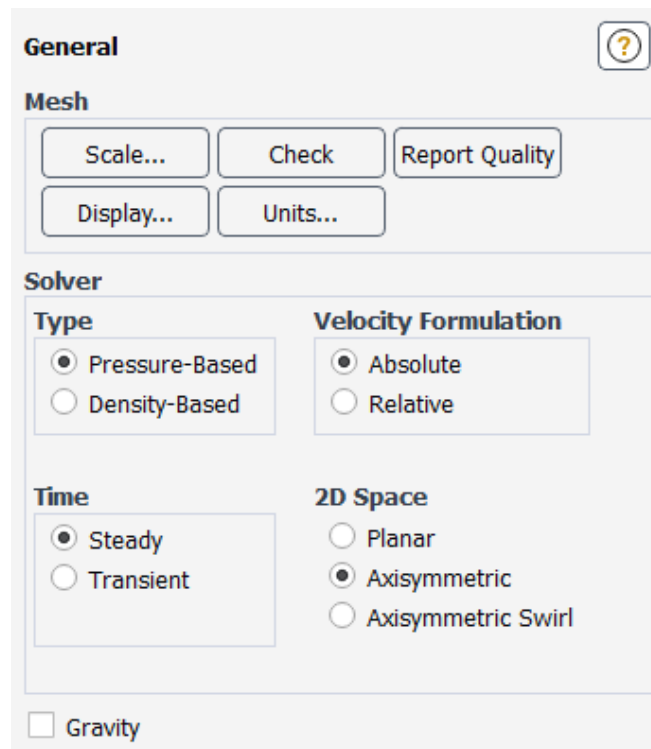 General
?
Mesh
Scale... Check Report Quality
Display... Units...
Solver
Type
Pressure-Based
Density-Based
Velocity Formulation
Absolute
Relative
Time
Steady
Transient
2D Space
Planar
Axisymmetric
Axisymmetric Swirl
Gravity